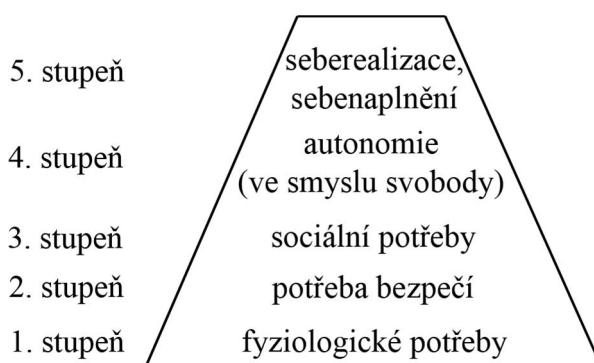 5. stupeň seberealizace,
sebenaplnění
4. stupeň autonomie
(ve smyslu svobody)
3. stupeň sociální potřeby
2. stupeň potřeba bezpečí
1. stupeň fyziologické potřeby